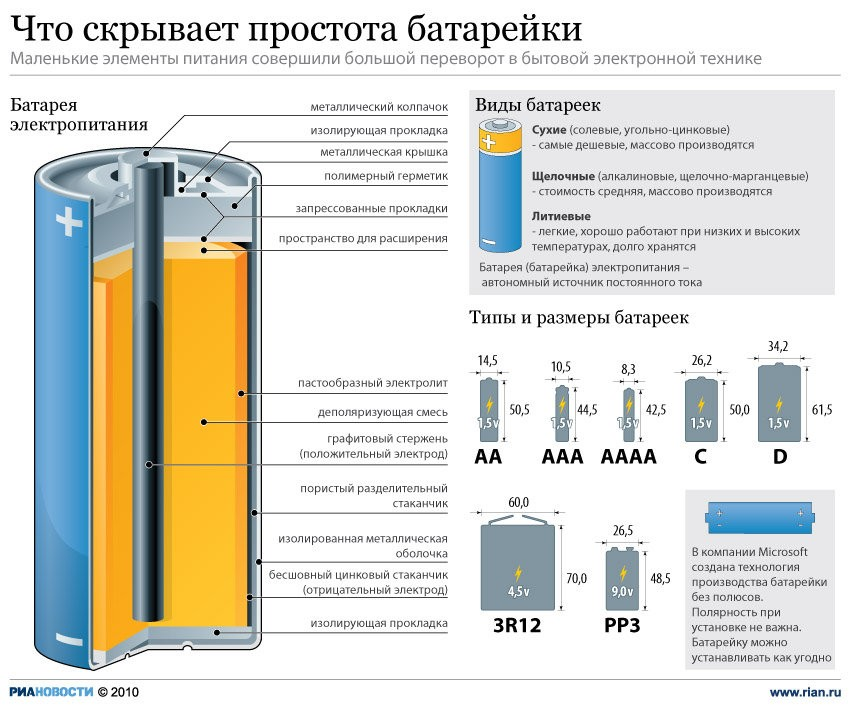 Что скрывает простота батарейки
Маленькие элементы питания совершили большой переворот в бытовой электронной технике
Батарея
электропитания
металлический колпачок
изолирующая прокладка
металлическая крышка
полимерный герметик
запрессованные прокладки
пространство для расширения
пастообразный электролит
деполяризующая смесь
графитовый стержень
(положительный электрод)
пористый разделительный
стаканчик
изолированная металлическая
оболочка
бесшовный цинковый стаканчик
(отрицательный электрод)
изолирующая прокладка
+
−
Виды батареек
+
−
Сухие (солевые, угольно-цинковые)
- самые дешевые, массово производятся
Щелочные (алкалиновые, щелочно-марганцевые)
- стоимость средняя, массово производятся
Литиевые
- легкие, хорошо работают при низких и высоких
температурах, долго хранятся
Батарея (батарейка) электропитания –
автономный источник постоянного тока
Типы и размеры батареек
14,5
50,5
1,5v
AA
10,5
44,5
1,5v
AAA
8,3
42,5
1,5v
AAAA
26,2
50,0
1,5v
C
34,2
61,5
1,5v
D
60,0
70,0
4,5v
3R12
26,5
48,5
9,0v
PP3
+ +
- -
В компании Microsoft
создана технология
производства батарейки
без полюсов.
Полярность при
установке не важна.
Батарейку можно
устанавливать как угодно
РИАНОВОСТИ © 2010
www.rian.ru